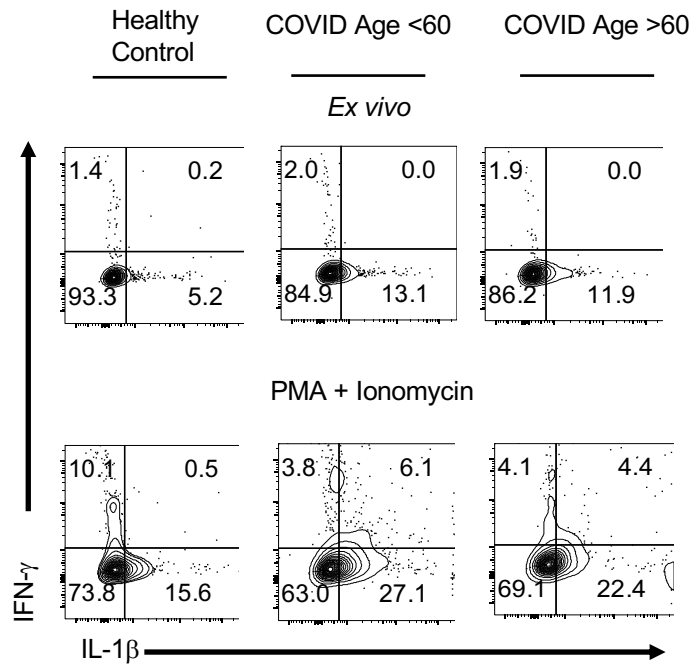 Healthy Control
COVID Age <60
COVID Age >60
Ex vivo
1.4 0.2
93.3 5.2
2.0 0.0
84.9 13.1
1.9 0.0
86.2 11.9
PMA + Ionomycin
10.1 0.5
73.8 15.6
3.8 6.1
63.0 27.1
4.1 4.4
69.1 22.4
IFN-γ
IL-1β